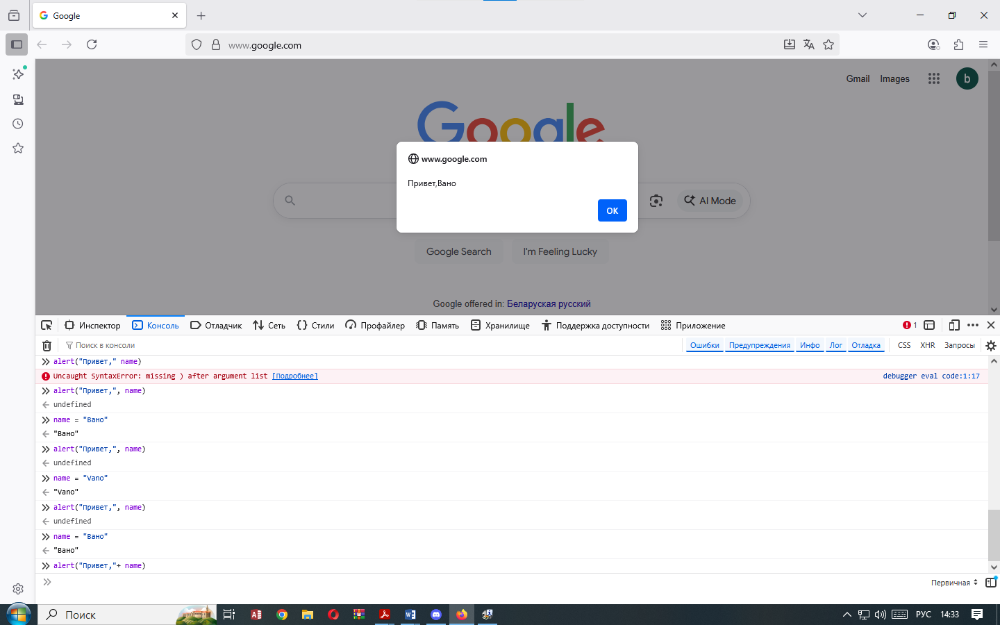 Google
www.google.com
Gmail Images
b
Google
www.google.com
Привет,Вано
OK
AI Mode
Google Search I'm Feeling Lucky
Google offered in: Беларуская русский
Инспектор Консоль Отладчик Сеть Стили Профайлер Память Хранилище Поддержка доступности Приложение 1
Поиск в консоли Ошибки Предупреждения Инфо Лог Отладка CSS XHR Запросы
alert("Привет," name)
Uncaught SyntaxError: missing ) after argument list [Подробнее] debugger eval code:1:17
alert("Привет,", name)
undefined
name = "Вано"
"Вано"
alert("Привет,", name)
undefined
name = "Vano"
"Vano"
alert("Привет,", name)
undefined
name = "Вано"
"Вано"
alert("Привет,"+ name)
Первичная
Поиск РУС 14:33